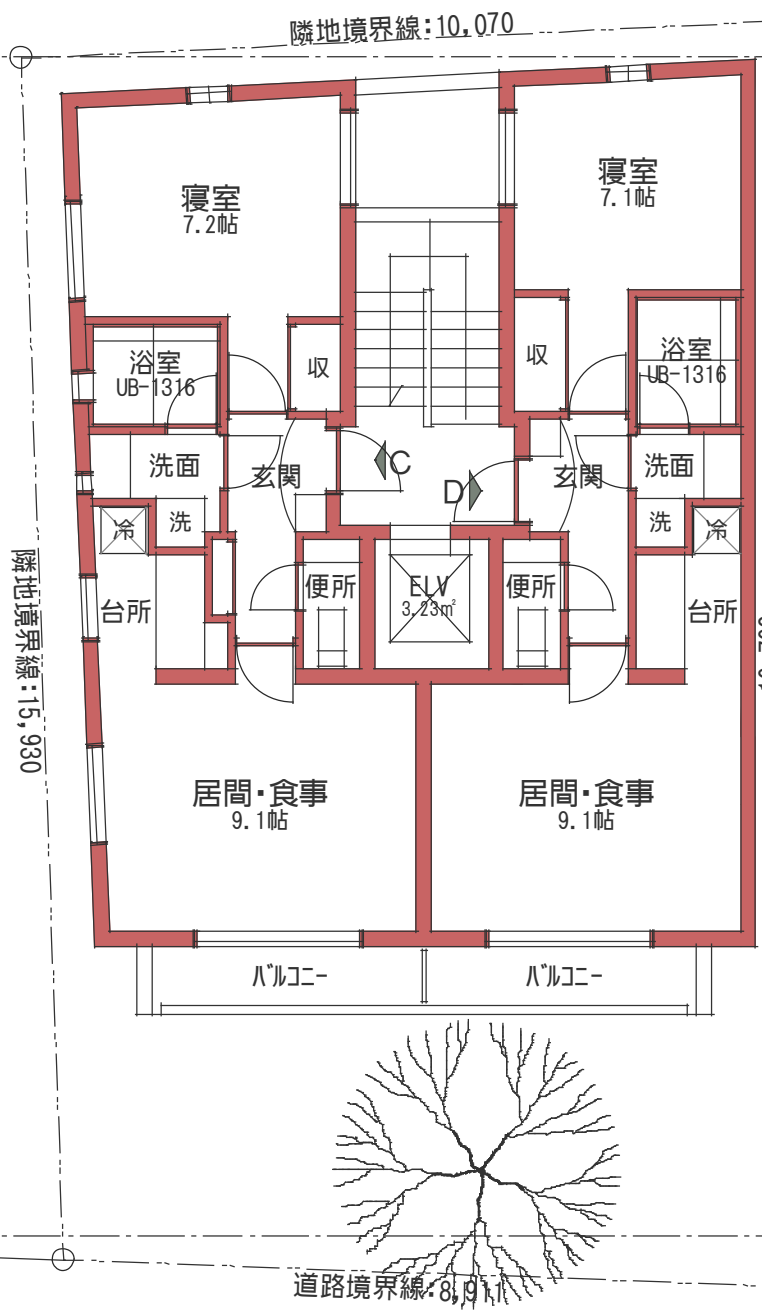 隣地境界線:10,070
寝室
7.2帖
寝室
7.1帖
浴室
UB-1316
収
収
浴室
UB-1316
洗面
玄関
C
D
玄関
洗面
冷
洗
洗
冷
台所
便所
ELV
3.23㎡
便所
台所
隣地境界線:15,930
居間・食事
9.1帖
居間・食事
9.1帖
バルコニー
バルコニー
道路境界線:8,911